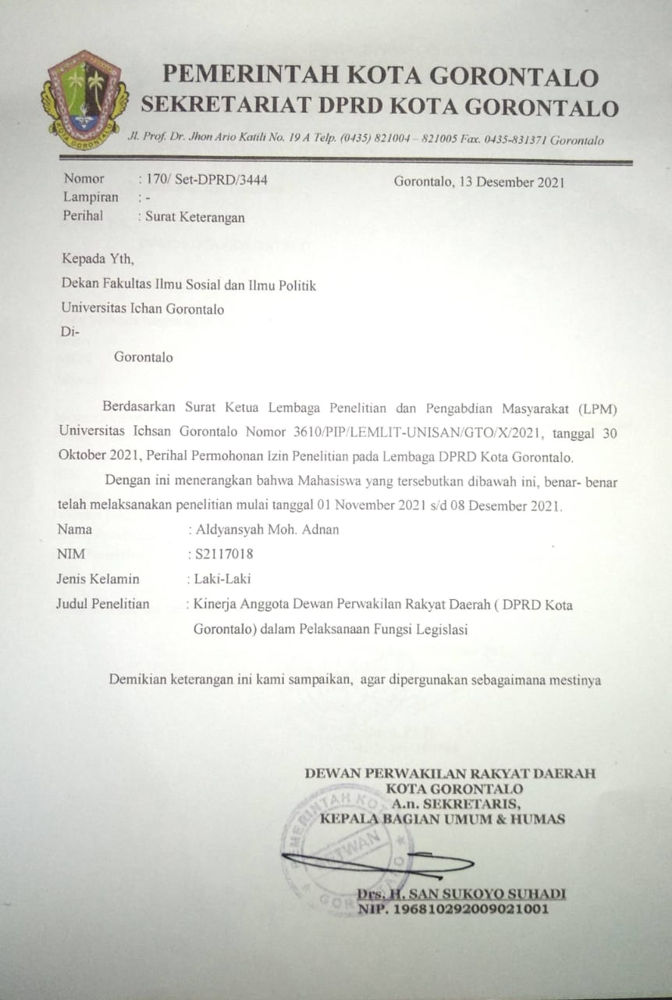 PEMERINTAH KOTA GORONTALO
SEKRETARIAT DPRD KOTA GORONTALO
Jl. Prof. Dr. Jhon Ario Katili No. 19 A Telp. (0435) 821004 – 821005 Fax. 0435-831371 Gorontalo
KOTA GORONTALO
Nomor : 170/ Set-DPRD/3444 Gorontalo, 13 Desember 2021
Lampiran : -
Perihal : Surat Keterangan
Kepada Yth,
Dekan Fakultas Ilmu Sosial dan Ilmu Politik
Universitas Ichan Gorontalo
Di-
Gorontalo
Berdasarkan Surat Ketua Lembaga Penelitian dan Pengabdian Masyarakat (LPM)
Universitas Ichsan Gorontalo Nomor 3610/PIP/LEMLIT-UNISAN/GTO/X/2021, tanggal 30
Oktober 2021, Perihal Permohonan Izin Penelitian pada Lembaga DPRD Kota Gorontalo.
Dengan ini menerangkan bahwa Mahasiswa yang tersebutkan dibawah ini, benar- benar
telah melaksanakan penelitian mulai tanggal 01 November 2021 s/d 08 Desember 2021.
Nama : Aldyansyah Moh. Adnan
NIM : S2117018
Jenis Kelamin : Laki-Laki
Judul Penelitian : Kinerja Anggota Dewan Perwakilan Rakyat Daerah ( DPRD Kota
Gorontalo) dalam Pelaksanaan Fungsi Legislasi
Demikian keterangan ini kami sampaikan, agar dipergunakan sebagaimana mestinya
DEWAN PERWAKILAN RAKYAT DAERAH
KOTA GORONTALO
A.n. SEKRETARIS,
KEPALA BAGIAN UMUM & HUMAS
Drs. H. SAN SUKOYO SUHADI
NIP. 196810292009021001